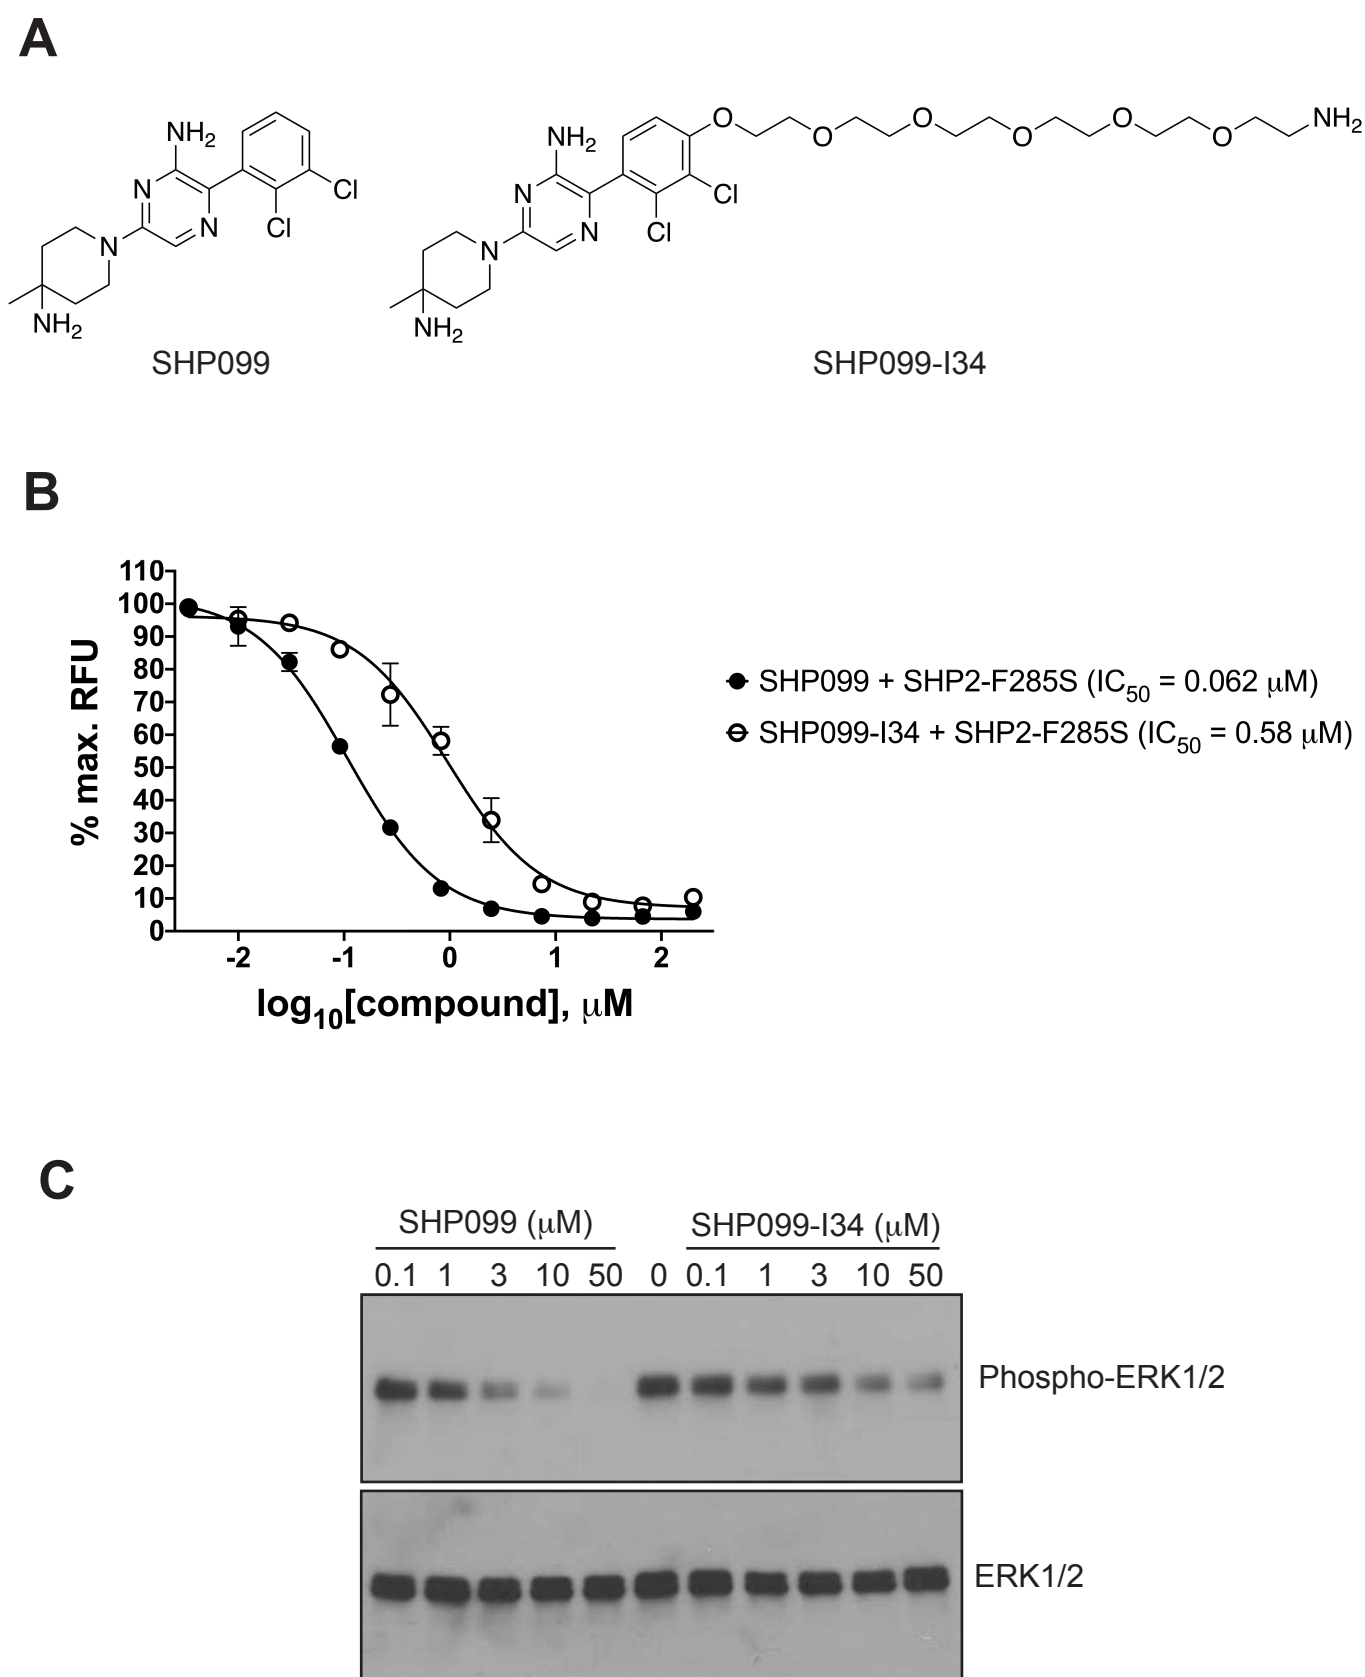 A
NH2
N
N
N
Cl
Cl
NH2
SHP099
NH2
O
O
O
O
O
O
NH2
N
N
N
Cl
Cl
NH2
SHP099-I34
B
110
100
90
80
70
60
50
40
30
20
10
0
% max. RFU
-2 -1 0 1 2
log10[compound], μM
SHP099 + SHP2-F285S (IC50 = 0.062 μM)
SHP099-I34 + SHP2-F285S (IC50 = 0.58 μM)
C
SHP099 (μM) SHP099-I34 (μM)
0.1 1 3 10 50 0 0.1 1 3 10 50
Phospho-ERK1/2
ERK1/2